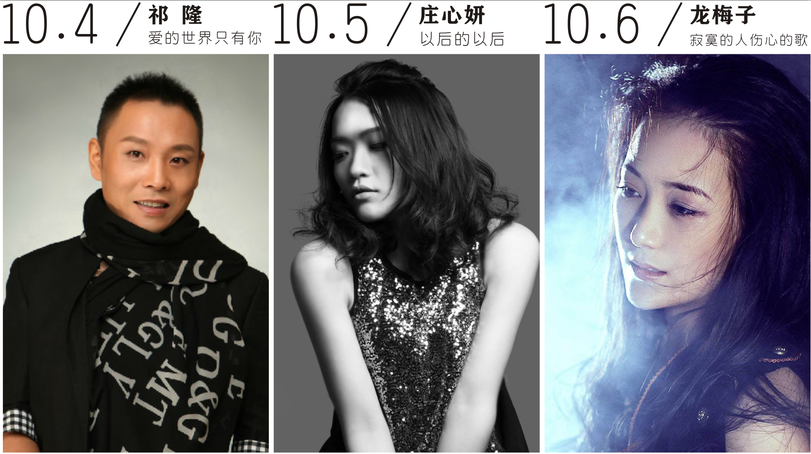 10.4 / 祁 隆
爱的世界只有你
10.5 / 庄心妍
以后的以后
10.6 / 龙梅子
寂寞的人伤心的歌
D&G